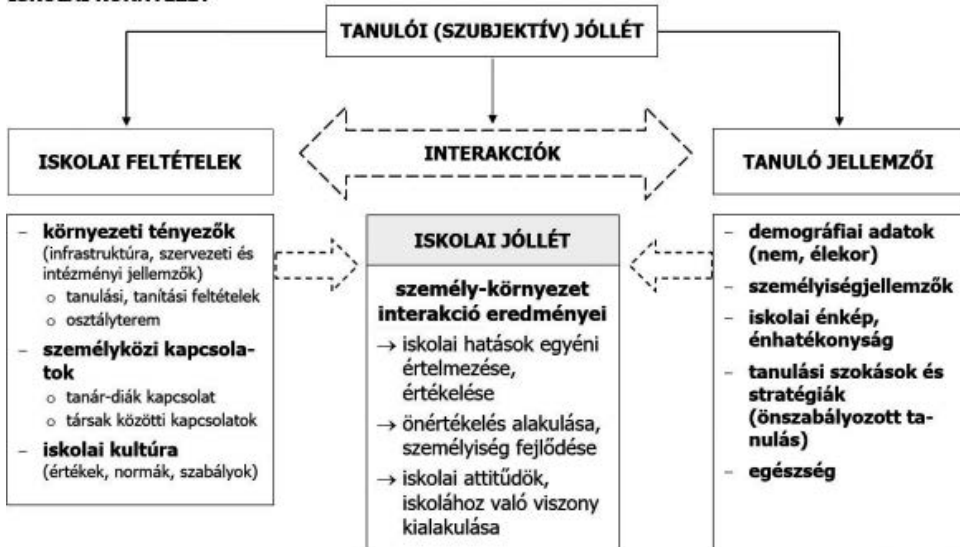 ISKOLAI KÖRNYEZET
TANULÓI (SZUBJEKTÍV) JÓLLÉT
ISKOLAI FELTÉTELEK
INTERAKCIÓK
TANULÓ JELLEMZŐI
– környezeti tényezők
(infrastruktúra, szervezeti és
intézményi jellemzők)
o tanulási, tanítási feltételek
o osztályterem
– személyközi kapcsola-
tok
o tanár-diák kapcsolat
o társak közötti kapcsolatok
– iskolai kultúra
(értékek, normák, szabályok)
ISKOLAI JÓLLÉT
személy-környezet
interakció eredményei
→ iskolai hatások egyéni
értelmezése,
értékelése
→ önértékelés alakulása,
személyiség fejlődése
→ iskolai attitűdök,
iskolához való viszony
kialakulása
– demográfiai adatok
(nem, élekor)
– személyiségjellemzők
– iskolai énkép,
énhatékonyság
– tanulási szokások és
stratégiák
(önszabályozott ta-
nulás)
– egészség